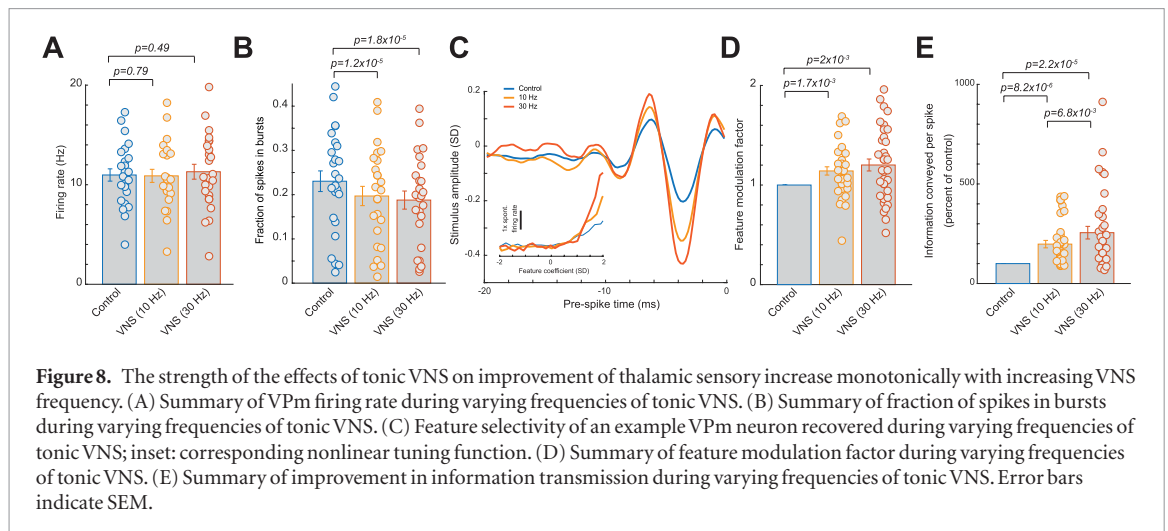 A
B
C
D
E
p=0.49
p=0.79
20
10
0
Firing rate (Hz)
Control
VNS (10 Hz)
VNS (30 Hz)
p=1.8x10-5
p=1.2x10-5
0.4
0.3
0.2
0.1
0
Fraction of spikes in bursts
Control
VNS (10 Hz)
VNS (30 Hz)
Control
10 Hz
30 Hz
0
-0.2
-0.4
Stimulus amplitude (SD)
1x spont.
firing rate
-2
0
2
Feature coefficient (SD)
-20
-10
0
Pre-spike time (ms)
p=2x10-3
p=1.7x10-3
2
1
0
Feature modulation factor
Control
VNS (10 Hz)
VNS (30 Hz)
p=2.2x10-5
p=8.2x10-6
p=6.8x10-3
1000
500
0
Information conveyed per spike
(percent of control)
Control
VNS (10 Hz)
VNS (30 Hz)
Figure 8. The strength of the effects of tonic VNS on improvement of thalamic sensory increase monotonically with increasing VNS
frequency. (A) Summary of VPm firing rate during varying frequencies of tonic VNS. (B) Summary of fraction of spikes in bursts
during varying frequencies of tonic VNS. (C) Feature selectivity of an example VPm neuron recovered during varying frequencies of
tonic VNS; inset: corresponding nonlinear tuning function. (D) Summary of feature modulation factor during varying frequencies
of tonic VNS. (E) Summary of improvement in information transmission during varying frequencies of tonic VNS. Error bars
indicate SEM.